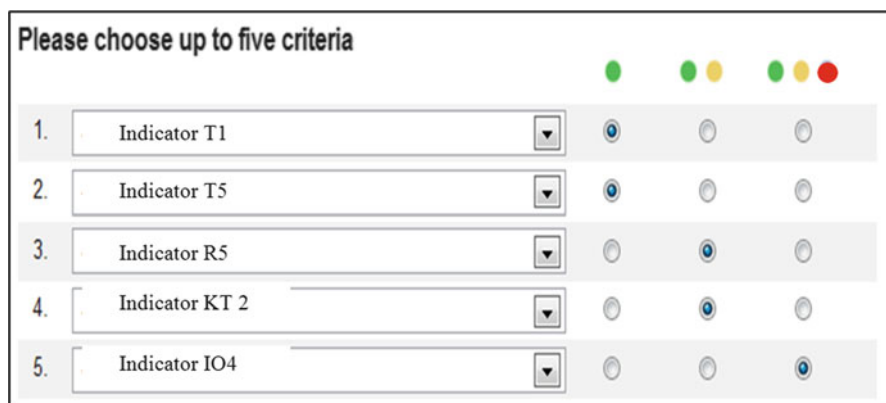 Please choose up to five criteria
1. Indicator T1
2. Indicator T5
3. Indicator R5
4. Indicator KT 2
5. Indicator IO4